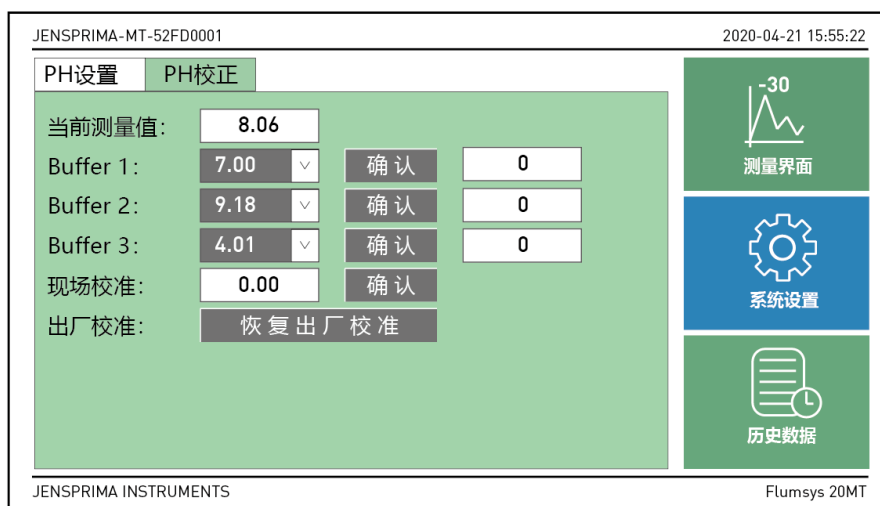 JENSPRIMA-MT-52FD0001 2020-04-21 15:55:22
PH设置 PH校正
当前测量值: 8.06
Buffer 1: 7.00 确认 0
Buffer 2: 9.18 确认 0
Buffer 3: 4.01 确认 0
现场校准: 0.00 确认
出厂校准: 恢复出厂校准
-30
测量界面
系统设置
历史数据
JENSPRIMA INSTRUMENTS Flumsys 20MT